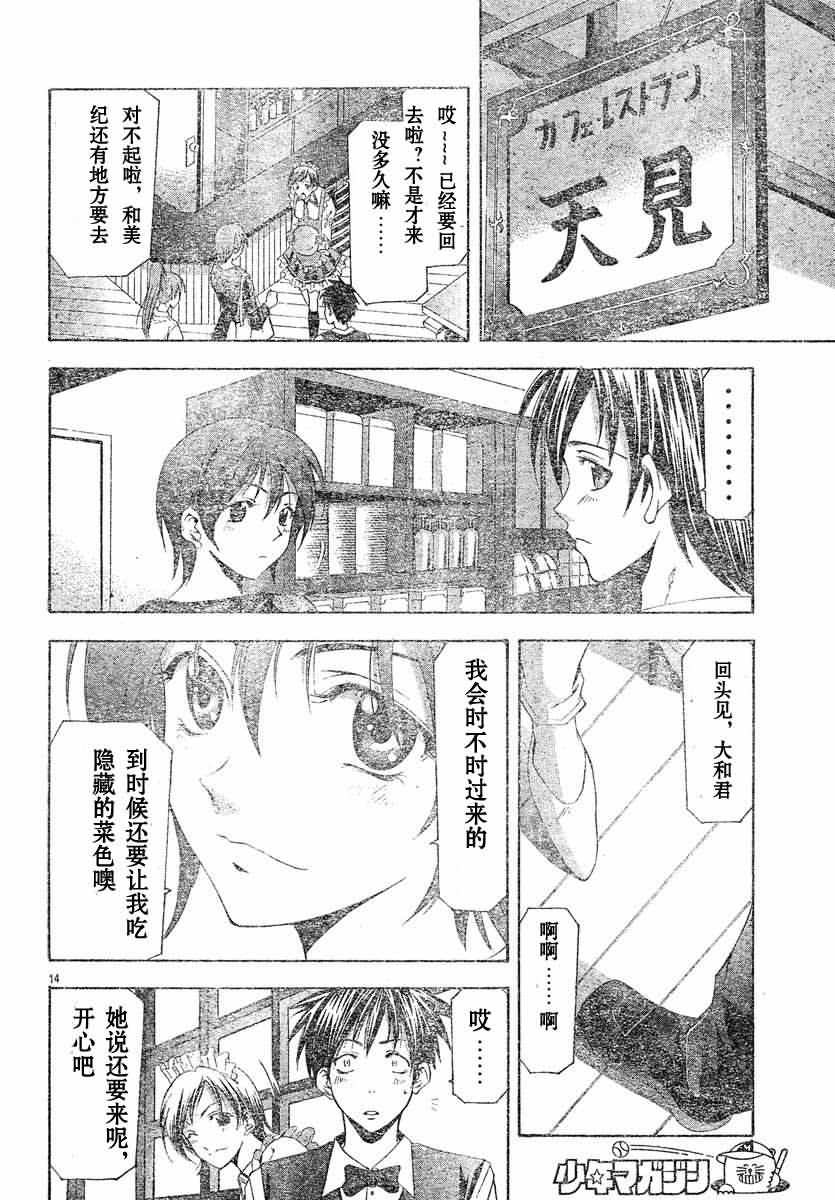 カフェ・レストラン
天見
哎~~~已经要回
去啦?不是才来
没多久嘛
……
对不起啦,和美
纪还有地方要去
………
回头见,大和君
啊啊……啊
我会时不时过来的
到时候还要让我吃
隐藏的菜色噢
14
哎……
她说还要来呢,
开心吧
少年マガジン